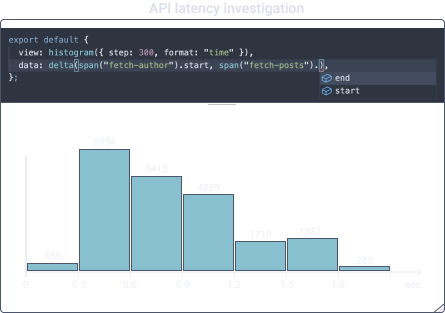 API latency investigation
export default {
view: histogram({ step: 300, format: "time" }),
data: delta(span("fetch-author").start, span("fetch-posts").),
end
};
start
6954
5415
4389
1710
1881
456
285
0 0.3 0.6 0.9 1.2 1.5 1.8 sec